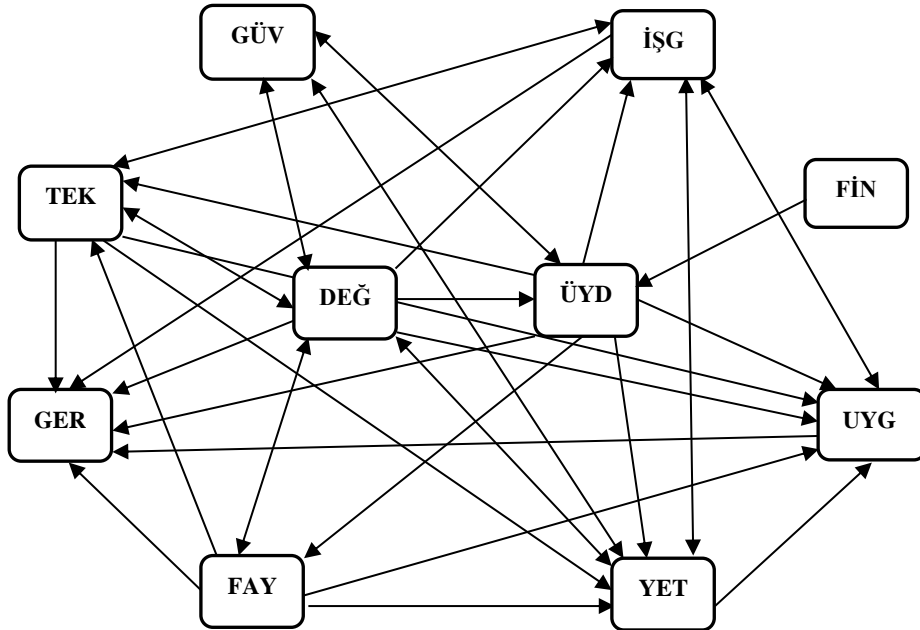 GÜV
İŞG
TEK
FİN
DEĞ
ÜYD
GER
UYG
FAY
YET